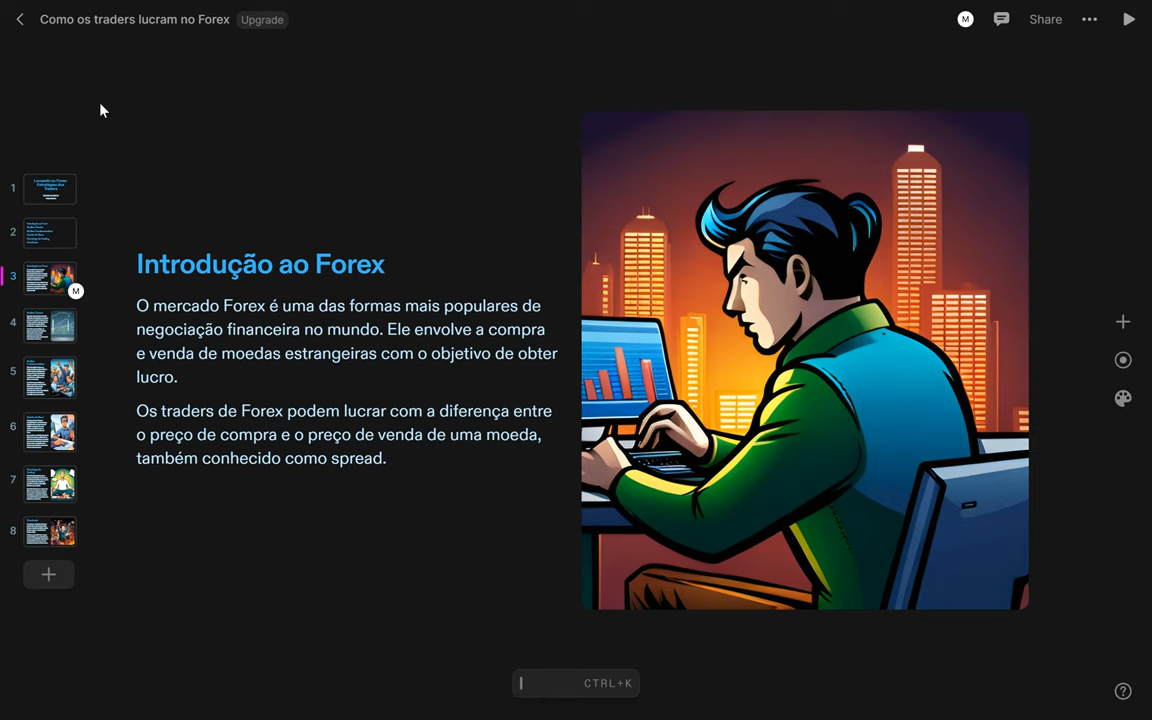 Como os traders lucram no Forex Upgrade
M
Share
1
2
3
M
4
5
6
7
8
Introdução ao Forex
O mercado Forex é uma das formas mais populares de
negociação financeira no mundo. Ele envolve a compra
e venda de moedas estrangeiras com o objetivo de obter
lucro.
Os traders de Forex podem lucrar com a diferença entre
o preço de compra e o preço de venda de uma moeda,
também conhecido como spread.
CTRL+K
?